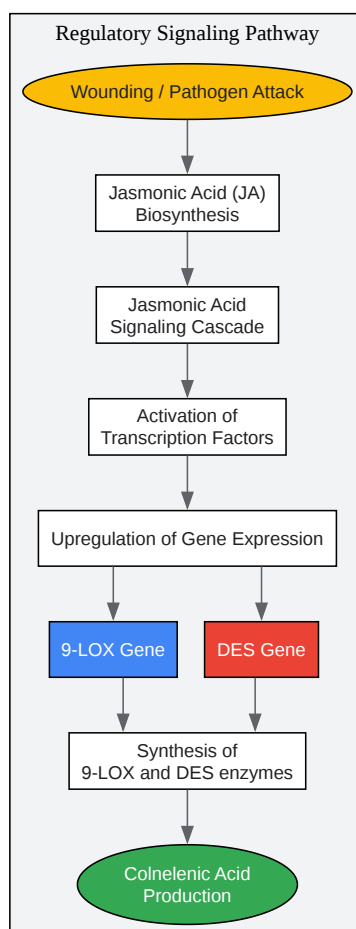 Regulatory Signaling Pathway
Wounding / Pathogen Attack
Jasmonic Acid (JA)
Biosynthesis
Jasmonic Acid
Signaling Cascade
Activation of
Transcription Factors
Upregulation of Gene Expression
9-LOX Gene
DES Gene
Synthesis of
9-LOX and DES enzymes
Colnelenic Acid
Production